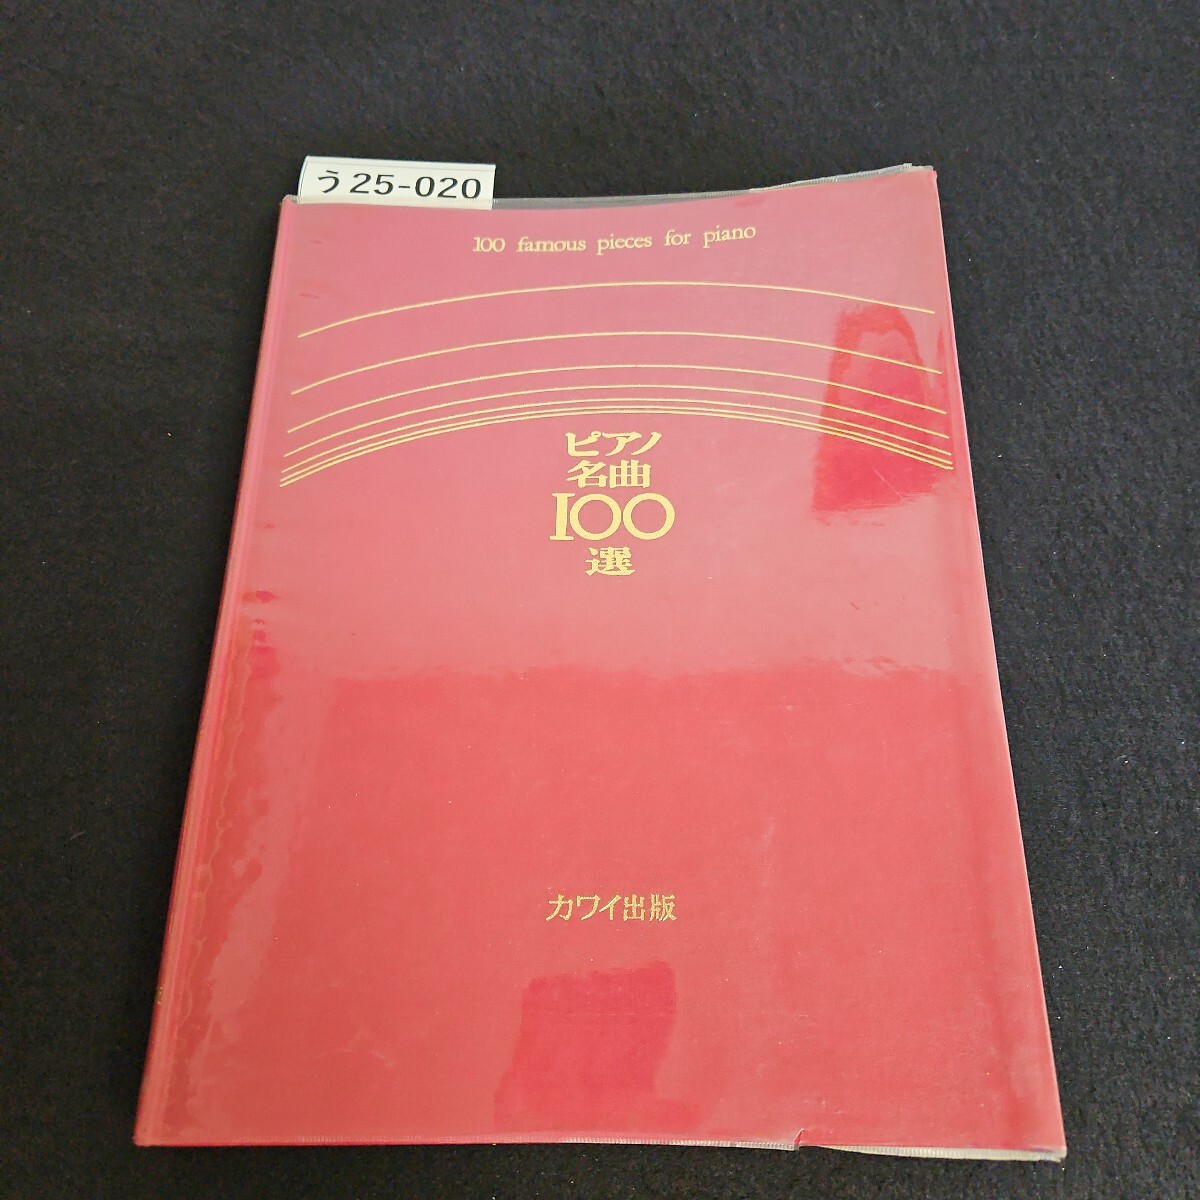 う25-020
100 famous pieces for piano
ピアノ
名曲
100
選
カワイ出版